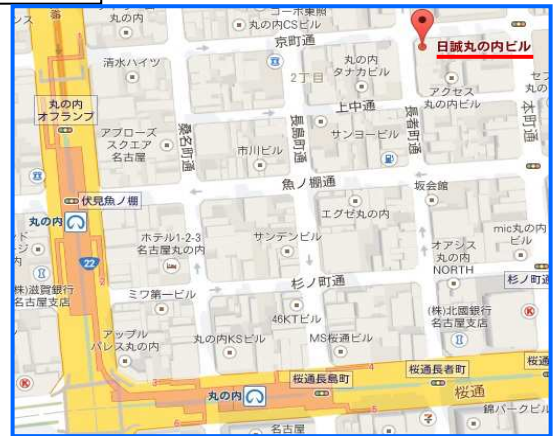 コーポ東照
丸の内CSビル
京町通
日誠丸の内ビル
清水ハイツ
丸の内
タナカビル
2丁目
アクセス
丸の内ビル
丸の内
オフランプ
上中通
長者町通
本町通
アプローズ
スクエア
名古屋
桑名町通
長島町通
サンヨービル
市川ビル
魚ノ棚通
坂会館
伏見魚ノ棚
丸の内
エグゼ丸の内
ホテル1-2-3
名古屋丸の内
サンデンビル
オアシス
丸の内
NORTH
mic丸の内
ビル
22
2
杉ノ町通
杉ノ町通
(株)滋賀銀行
名古屋支店
ミワ第一ビル
46KTビル
(株)北國銀行
名古屋支店
アップル
パレス丸の内
丸の内KSビル
MS桜通ビル
3
4
桜通長島町
桜通長者町
桜通
丸の内
桜通
6
5
名古屋
錦パークビル